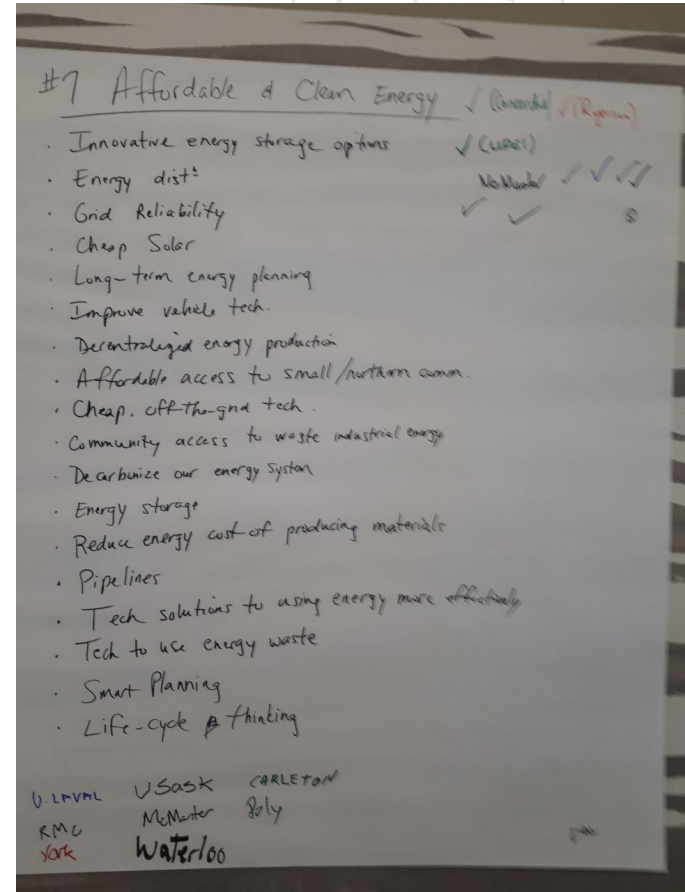 #7 Affordable & Clean Energy ✓ (Concordia) ✓ (Ryerson)
· Innovative energy storage options ✓ (UPEI)
· Energy dist. ✓ ✓ ✓✓
· Grid Reliability ✓ ✓ 8
· Cheap Solar
· Long-term energy planning
· Improve vehicle tech.
· Decentralized energy production
· Affordable access to small/northern comm.
· Cheap. off-the-grid tech.
· Community access to waste industrial energy
· Decarbonize our energy system
· Energy storage
· Reduce energy cost of producing materials
· Pipelines
· Tech solutions to using energy more effectively
· Tech to use energy waste
· Smart Planning
· Life-cycle thinking
U. LAVAL USask CARLETON
RMC McMaster Poly
York Waterloo